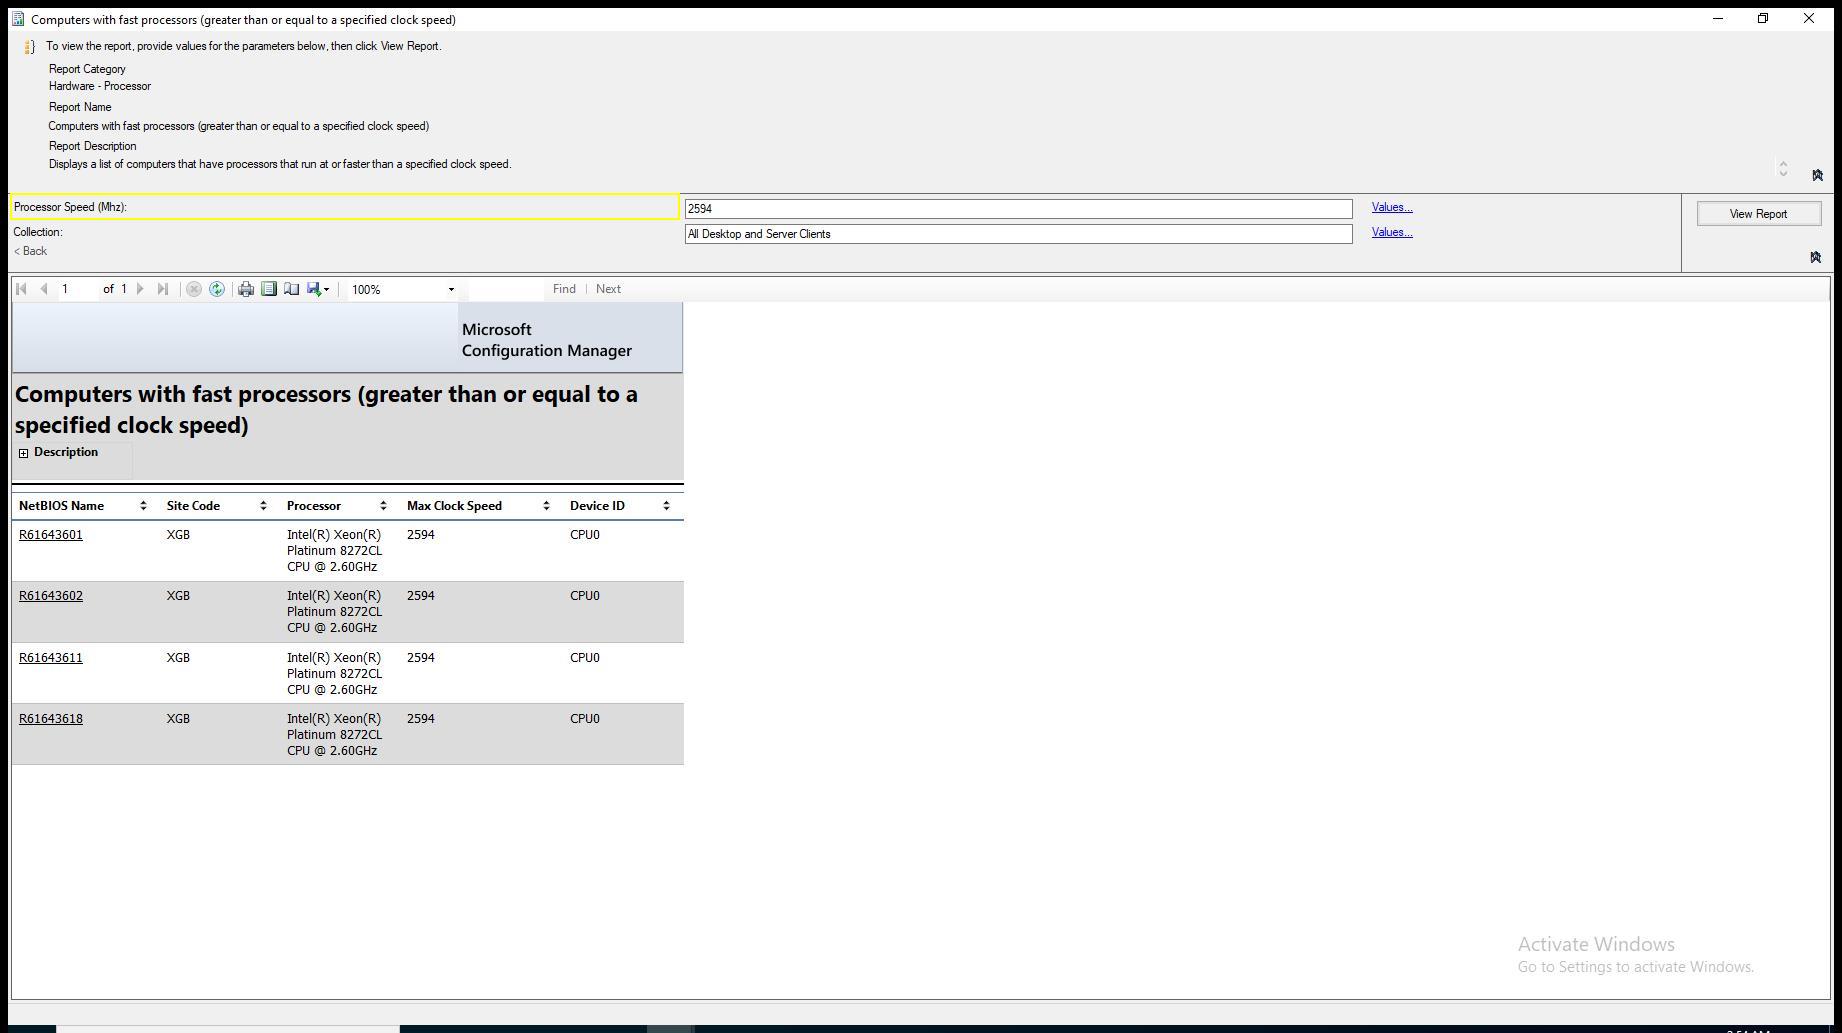 Computers with fast processors (greater than or equal to a specified clock speed)
To view the report, provide values for the parameters below, then click View Report.
Report Category
Hardware - Processor
Report Name
Computers with fast processors (greater than or equal to a specified clock speed)
Report Description
Displays a list of computers that have processors that run at or faster than a specified clock speed.
Processor Speed (Mhz): 2594 Values...
View Report
Collection: All Desktop and Server Clients Values...
< Back
1 of 1 100% Find Next
Microsoft
Configuration Manager
Computers with fast processors (greater than or equal to a
specified clock speed)
Description
NetBIOS Name Site Code Processor Max Clock Speed Device ID
R61643601 XGB Intel(R) Xeon(R) 2594 CPU0
Platinum 8272CL
CPU @ 2.60GHz
R61643602 XGB Intel(R) Xeon(R) 2594 CPU0
Platinum 8272CL
CPU @ 2.60GHz
R61643611 XGB Intel(R) Xeon(R) 2594 CPU0
Platinum 8272CL
CPU @ 2.60GHz
R61643618 XGB Intel(R) Xeon(R) 2594 CPU0
Platinum 8272CL
CPU @ 2.60GHz
Activate Windows
Go to Settings to activate Windows.